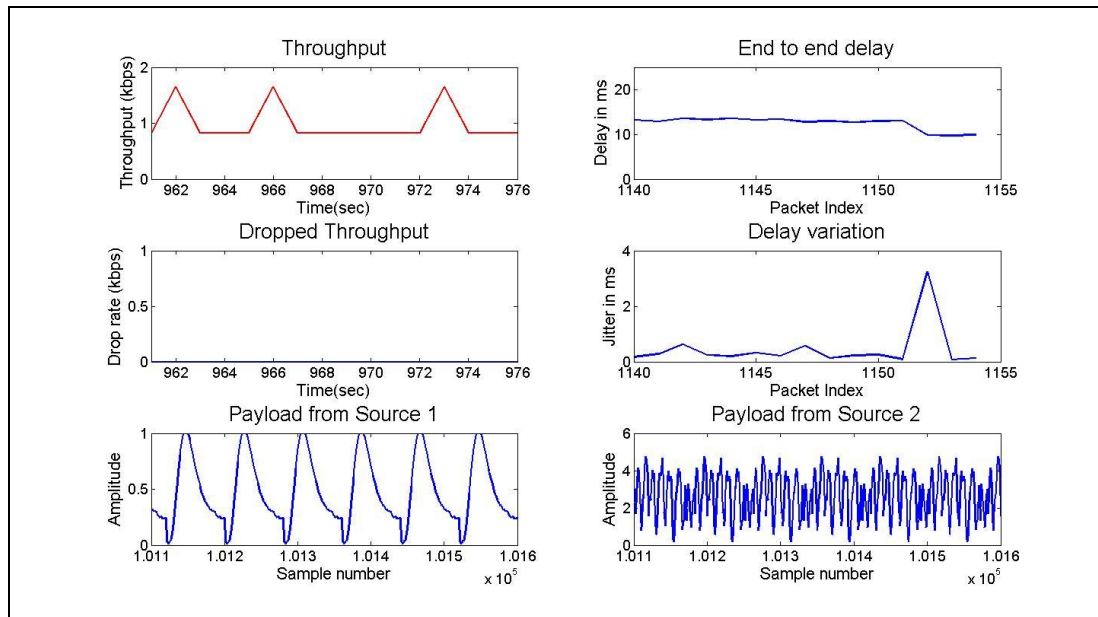 Throughput
Throughput (kbps)
2
1
0
962 964 966 968 970 972 974 976
Time(sec)
End to end delay
Delay in ms
20
10
0
1140 1145 1150 1155
Packet Index
Dropped Throughput
Drop rate (kbps)
1
0.5
0
962 964 966 968 970 972 974 976
Time(sec)
Delay variation
Jitter in ms
4
2
0
1140 1145 1150 1155
Packet Index
Payload from Source 1
Amplitude
1
0.5
0
1.011 1.012 1.013 1.014 1.015 1.016
Sample number
x 10^5
Payload from Source 2
Amplitude
6
4
2
0
1.011 1.012 1.013 1.014 1.015 1.016
Sample number
x 10^5